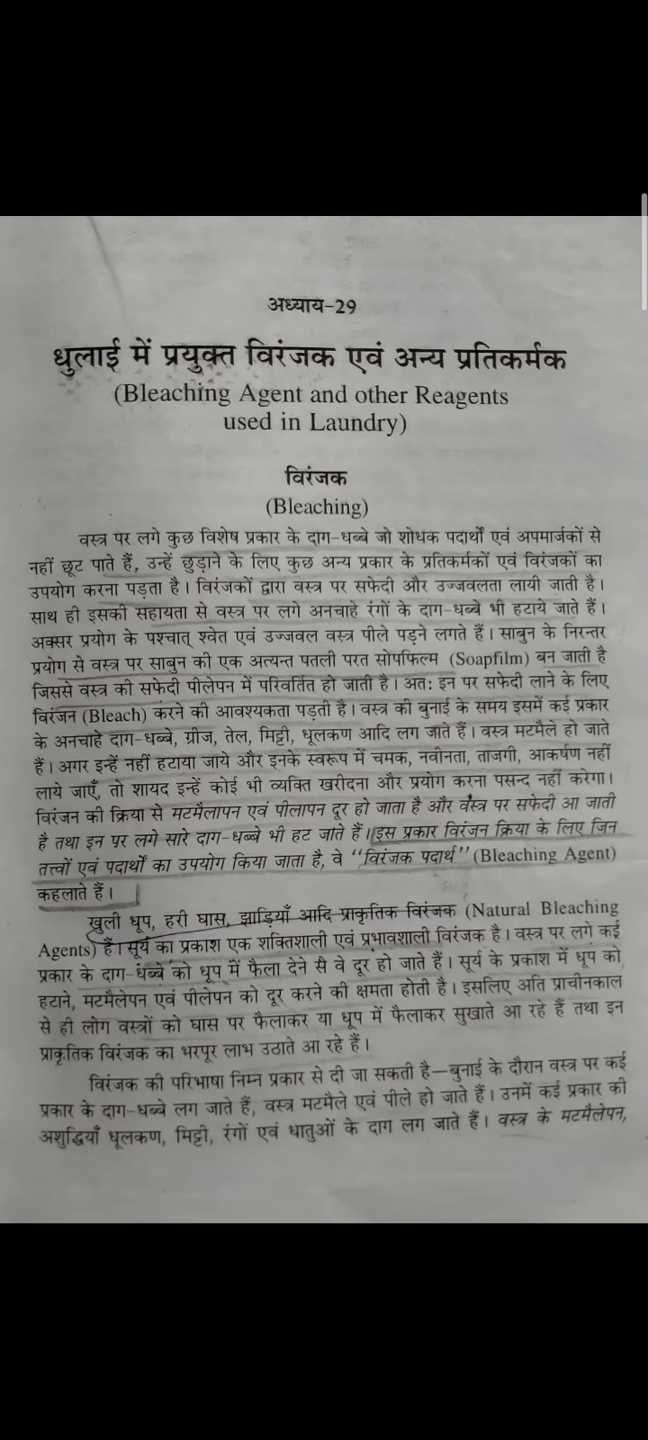 अध्याय-29
धुलाई में प्रयुक्त विरंजक एवं अन्य प्रतिकर्मक
(Bleaching Agent and other Reagents
used in Laundry)
विरंजक
(Bleaching)
वस्त्र पर लगे कुछ विशेष प्रकार के दाग-धब्बे जो शोधक पदार्थों एवं अपमार्जकों से
नहीं छूट पाते हैं, उन्हें छुड़ाने के लिए कुछ अन्य प्रकार के प्रतिकर्मकों एवं विरंजकों का
उपयोग करना पड़ता है। विरंजकों द्वारा वस्त्र पर सफेदी और उज्जवलता लायी जाती है।
साथ ही इसकी सहायता से वस्त्र पर लगे अनचाहे रंगों के दाग-धब्बे भी हटाये जाते हैं।
अक्सर प्रयोग के पश्चात् श्वेत एवं उज्जवल वस्त्र पीले पड़ने लगते हैं। साबुन के निरन्तर
प्रयोग से वस्त्र पर साबुन की एक अत्यन्त पतली परत सोपफिल्म (Soapfilm) बन जाती है
जिससे वस्त्र की सफेदी पीलेपन में परिवर्तित हो जाती है। अतः इन पर सफेदी लाने के लिए
विरंजन (Bleach) करने की आवश्यकता पड़ती है। वस्त्र की बुनाई के समय इसमें कई प्रकार
के अनचाहे दाग-धब्बे, ग्रीज, तेल, मिट्टी, धूलकण आदि लग जाते हैं। वस्त्र मटमैले हो जाते
हैं। अगर इन्हें नहीं हटाया जाये और इनके स्वरूप में चमक, नवीनता, ताजगी, आकर्षण नहीं
लाये जाएँ, तो शायद इन्हें कोई भी व्यक्ति खरीदना और प्रयोग करना पसन्द नहीं करेगा।
विरंजन की क्रिया से मटमैलापन एवं पीलापन दूर हो जाता है और वस्त्र पर सफेदी आ जाती
है तथा इन पर लगे सारे दाग-धब्बे भी हट जाते हैं। इस प्रकार विरंजन क्रिया के लिए जिन
तत्त्वों एवं पदार्थों का उपयोग किया जाता है, वे "विरंजक पदार्थ" (Bleaching Agent)
कहलाते हैं।
खुली धूप, हरी घास, झाड़ियाँ आदि प्राकृतिक विरंजक (Natural Bleaching
Agents) हैं। सूर्य का प्रकाश एक शक्तिशाली एवं प्रभावशाली विरंजक है। वस्त्र पर लगे कई
प्रकार के दाग-धब्बे को धूप में फैला देने से वे दूर हो जाते हैं। सूर्य के प्रकाश में धूप को
हटाने, मटमैलेपन एवं पीलेपन को दूर करने की क्षमता होती है। इसलिए अति प्राचीनकाल
से ही लोग वस्त्रों को घास पर फैलाकर या धूप में फैलाकर सुखाते आ रहे हैं तथा इन
प्राकृतिक विरंजक का भरपूर लाभ उठाते आ रहे हैं।
विरंजक की परिभाषा निम्न प्रकार से दी जा सकती है—बुनाई के दौरान वस्त्र पर कई
प्रकार के दाग-धब्बे लग जाते हैं, वस्त्र मटमैले एवं पीले हो जाते हैं। उनमें कई प्रकार की
अशुद्धियाँ धूलकण, मिट्टी, रंगों एवं धातुओं के दाग लग जाते हैं। वस्त्र के मटमैलेपन,